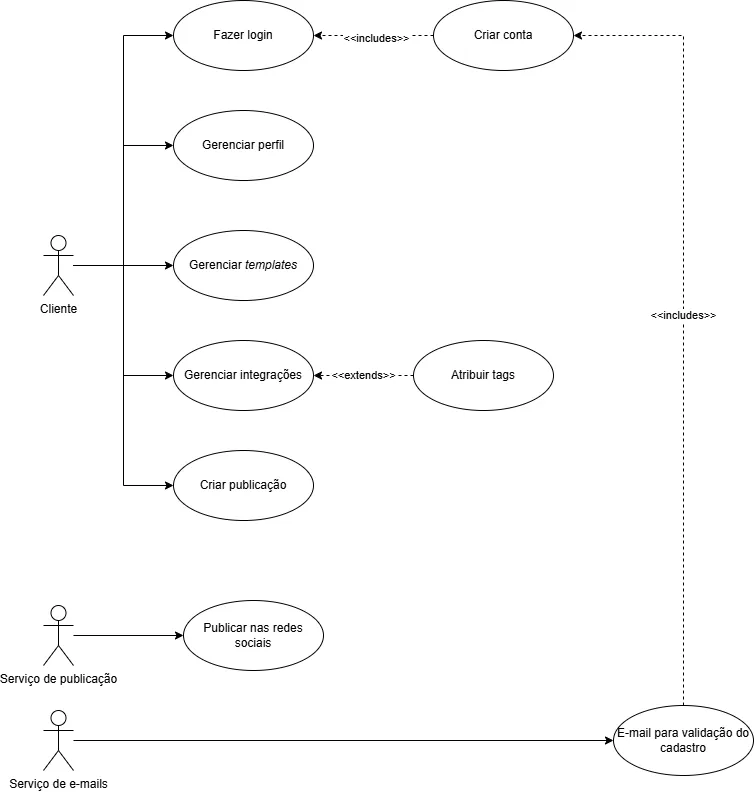 Fazer login
<<includes>>
Criar conta
Gerenciar perfil
Gerenciar templates
Cliente
<<includes>>
Gerenciar integrações
<<extends>>
Atribuir tags
Criar publicação
Publicar nas redes
sociais
Serviço de publicação
E-mail para validação do
cadastro
Serviço de e-mails